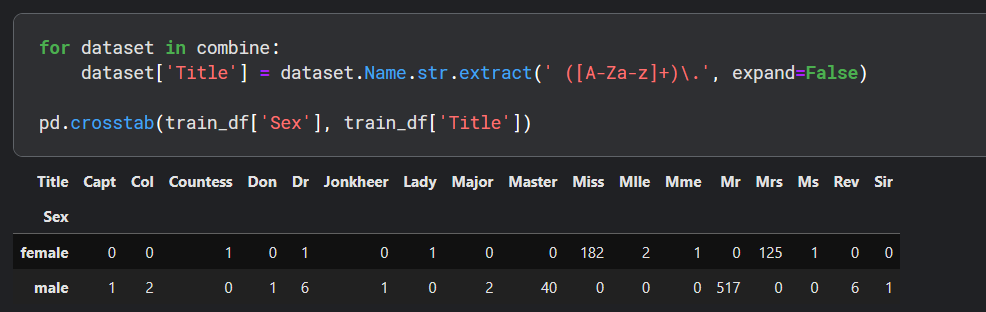 for dataset in combine:
    dataset['Title'] = dataset.Name.str.extract(' ([A-Za-z]+)\.', expand=False)
pd.crosstab(train_df['Sex'], train_df['Title'])
Title Capt Col Countess Don Dr Jonkheer Lady Major Master Miss Mlle Mme Mr Mrs Ms Rev Sir
Sex
female 0 0 1 0 1 0 1 0 0 182 2 1 0 125 1 0 0
male 1 2 0 1 6 1 0 2 40 0 0 0 517 0 0 6 1